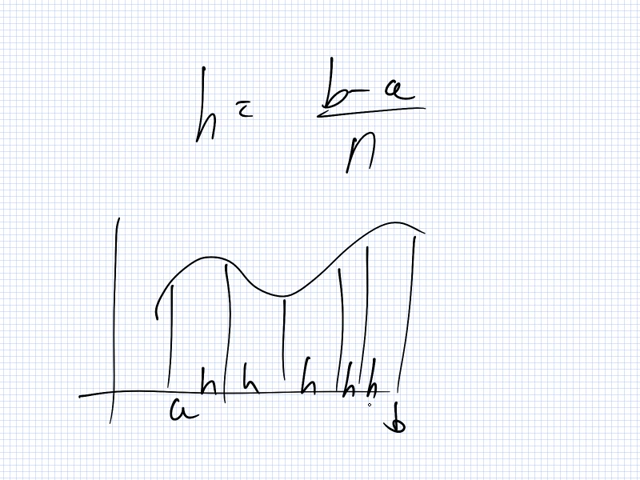 h = b-a
n
h h h h h
a b